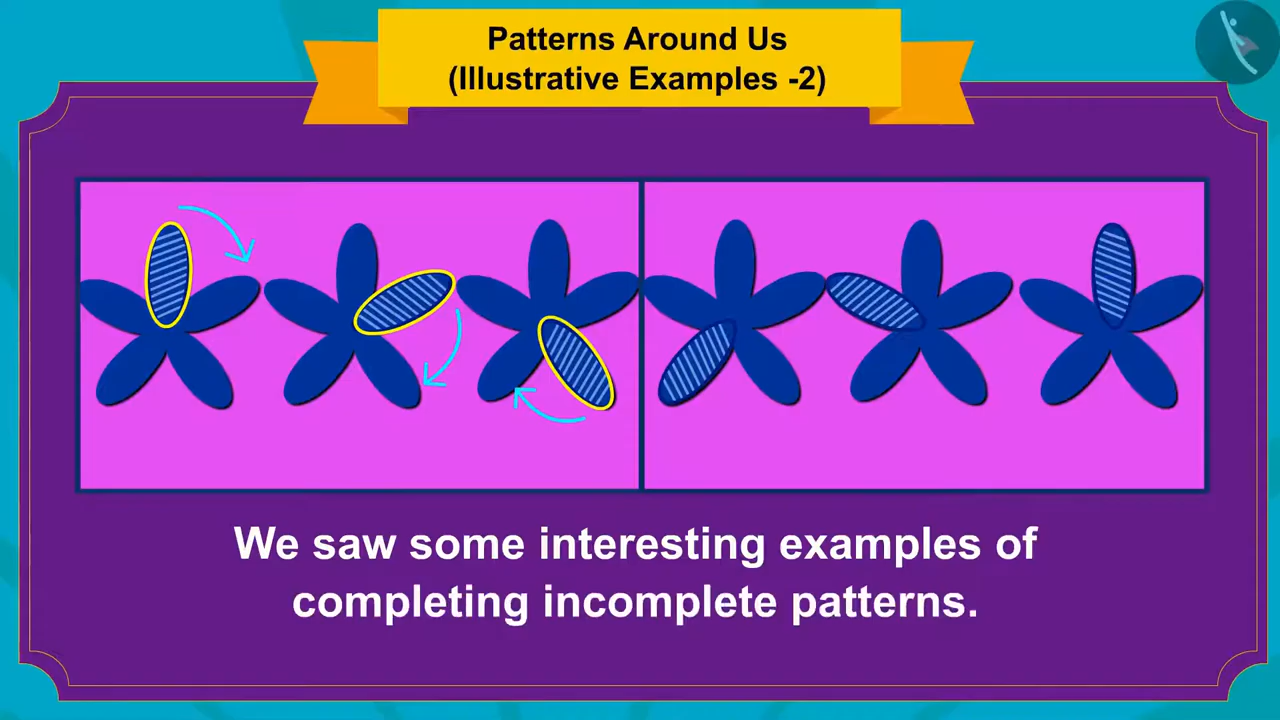 Patterns Around Us
(Illustrative Examples -2)
We saw some interesting examples of
completing incomplete patterns.